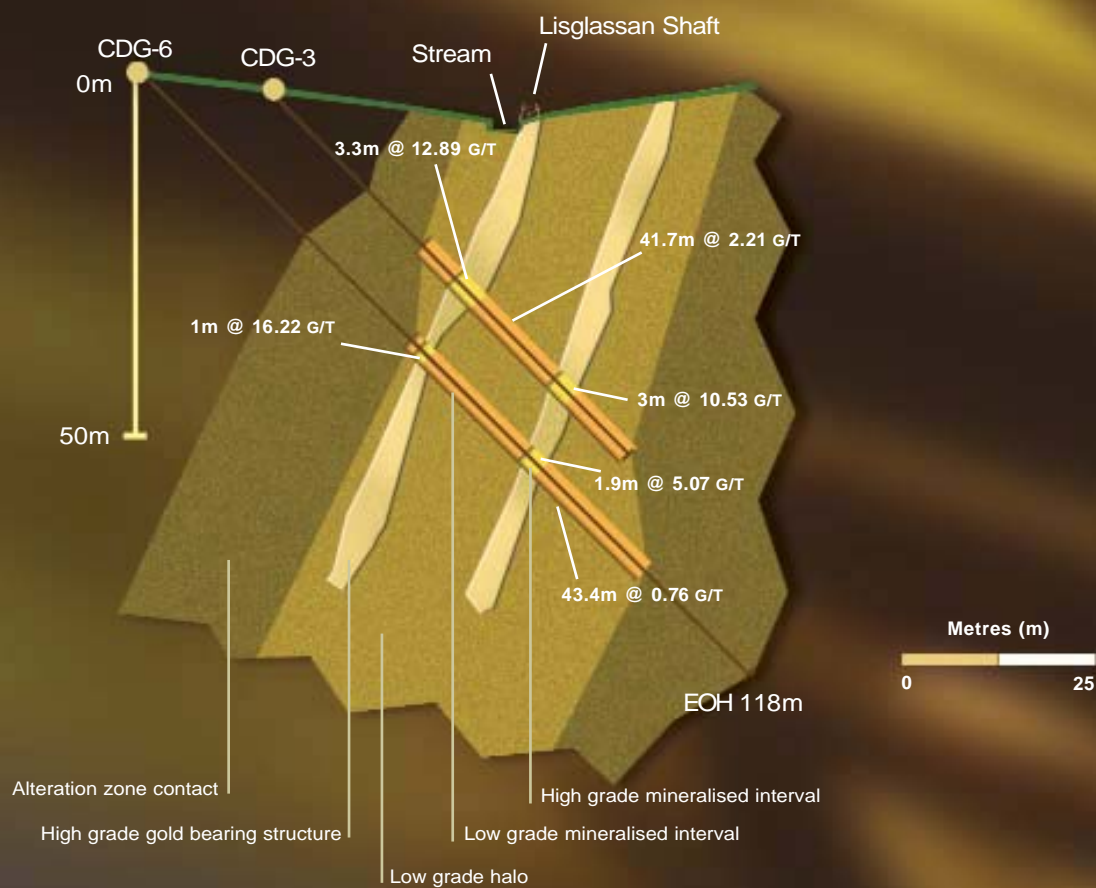 Lisglassan Shaft
CDG-6
CDG-3
Stream
0m
3.3m @ 12.89 G/T
41.7m @ 2.21 G/T
1m @ 16.22 G/T
3m @ 10.53 G/T
50m
1.9m @ 5.07 G/T
43.4m @ 0.76 G/T
Metres (m)
0 25
EOH 118m
Alteration zone contact
High grade mineralised interval
High grade gold bearing structure
Low grade mineralised interval
Low grade halo